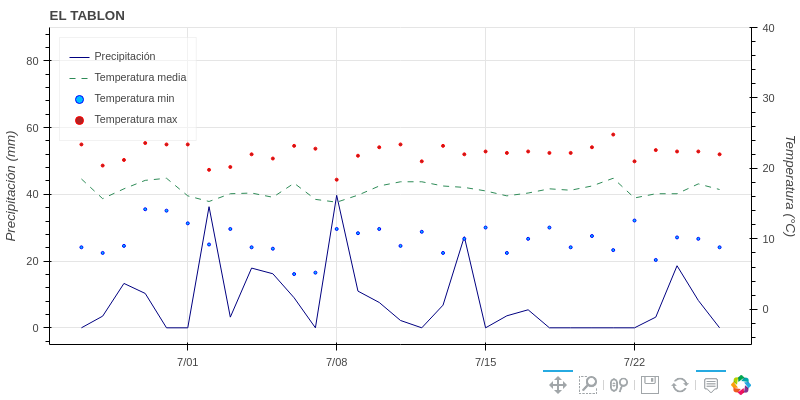 EL TABLON
Precipitación
Temperatura media
Temperatura min
Temperatura max
Precipitación (mm)
80
60
40
20
0
40
30
20
10
0
Temperatura (°C)
7/01
7/08
7/15
7/22